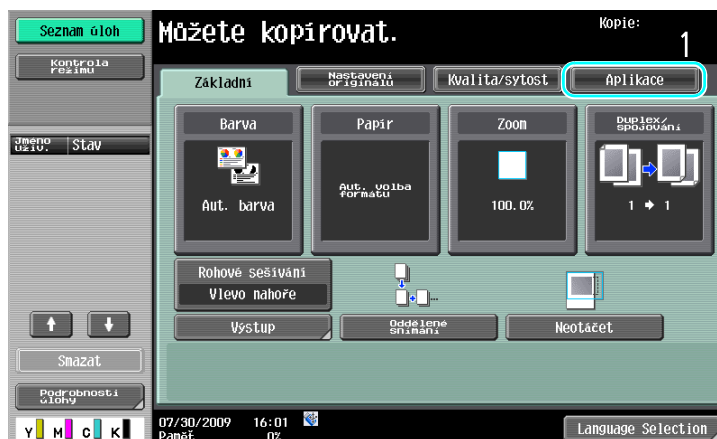 Seznam úloh
Můžete kopírovat.
Kopie:
1
Kontrola
režimu
Základní
Nastavení
originálu
Kvalita/sytost
Aplikace
Jméno
uživ.
Stav
Barva
Papír
Zoom
Duplex/
spojování
Aut. barva
Aut. volba
formátu
100.0%
1 ➔ 1
Rohové sešívání
Vlevo nahoře
Výstup
Oddělené
snímání
Neotáčet
Smazat
Podrobnosti
úlohy
Y M C K
07/30/2009 16:01
Paměť 0%
Language Selection